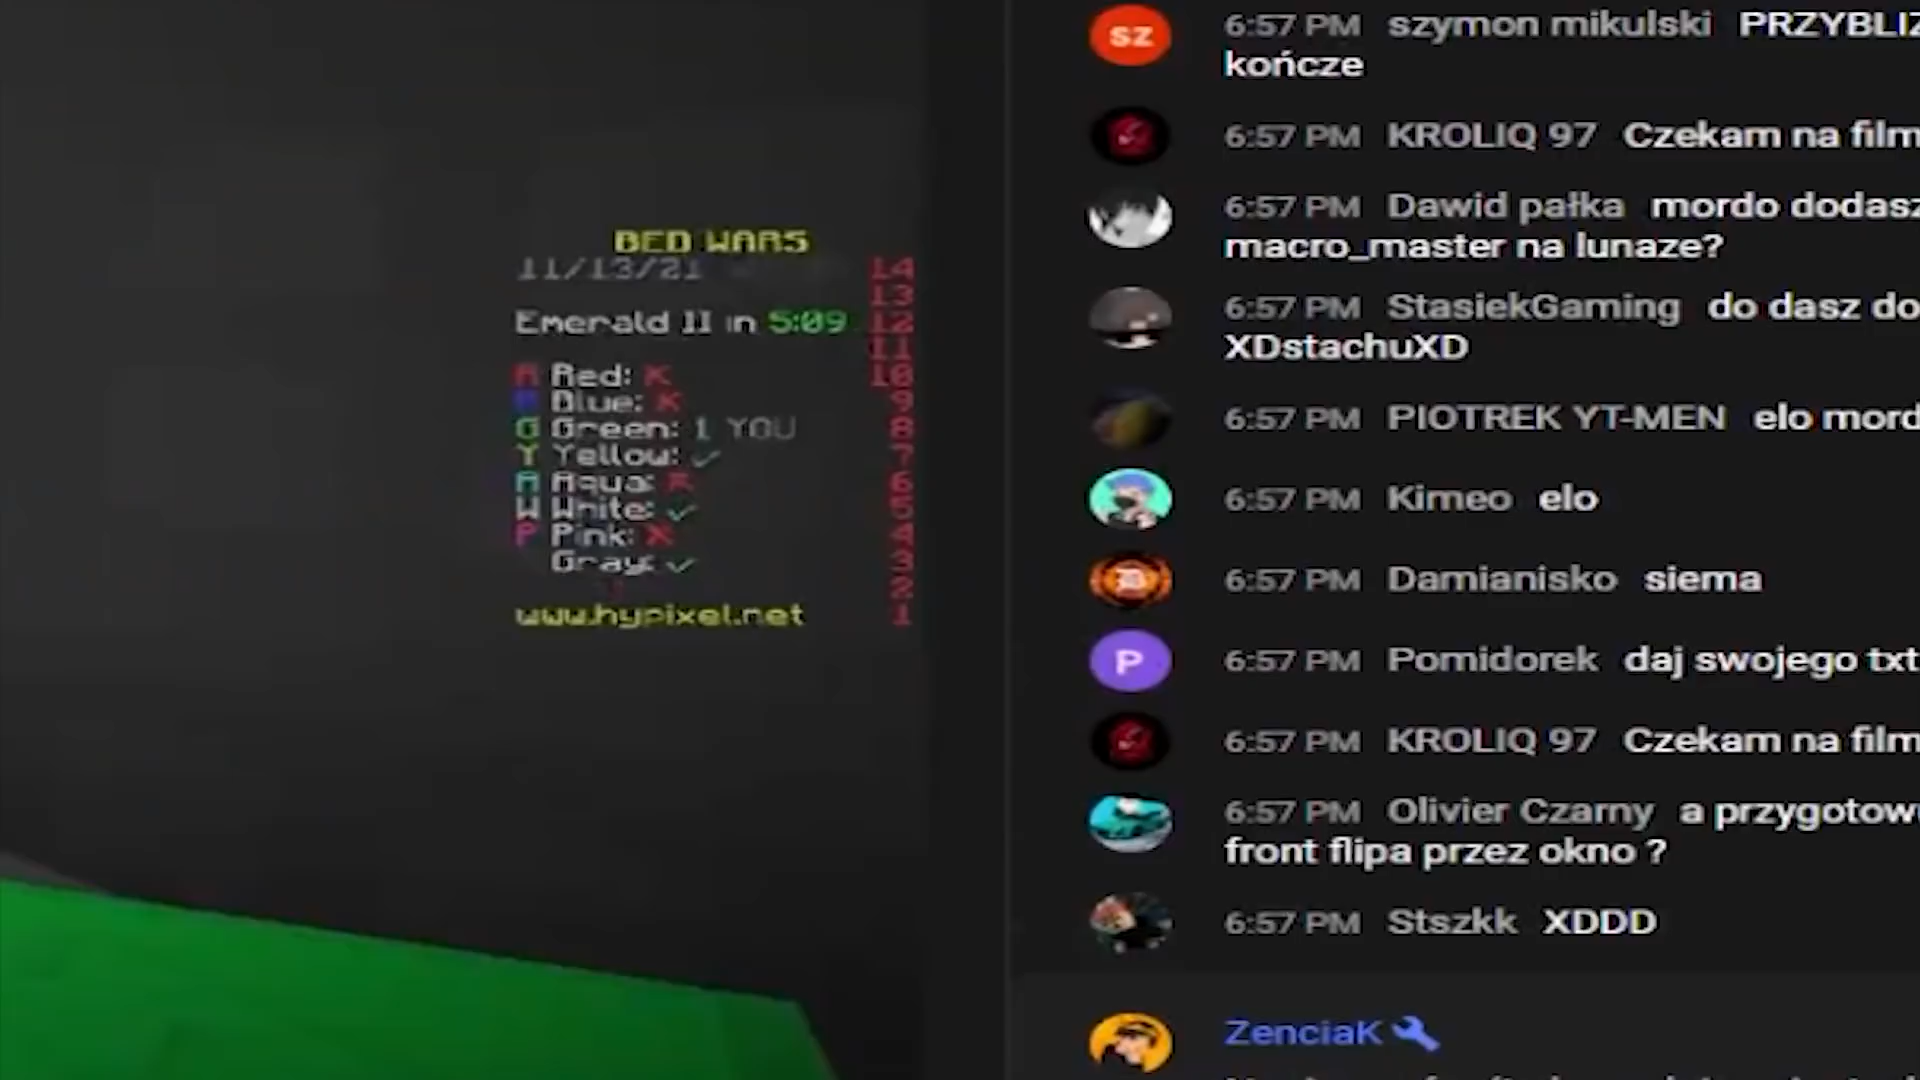 BED WARS
11/13/21 14
13
Emerald II in 5:09 12
11
R Red: X 10
B Blue: X 9
G Green: 1 YOU 8
Y Yellow: ✓ 7
A Aqua: X 6
W White: ✓ 5
P Pink: X 4
Gray: ✓ 3
2
www.hypixel.net 1
SZ
6:57 PM szymon mikulski PRZYBLIZ
kończe
6:57 PM KROLIQ 97 Czekam na film
6:57 PM Dawid pałka mordo dodasz
macro_master na lunaze?
6:57 PM StasiekGaming do dasz do
XDstachuXD
6:57 PM PIOTREK YT-MEN elo mord
6:57 PM Kimeo elo
6:57 PM Damianisko siema
P
6:57 PM Pomidorek daj swojego txt
6:57 PM KROLIQ 97 Czekam na film
6:57 PM Olivier Czarny a przygotow
front flipa przez okno ?
6:57 PM Stszkk XDDD
ZenciaK